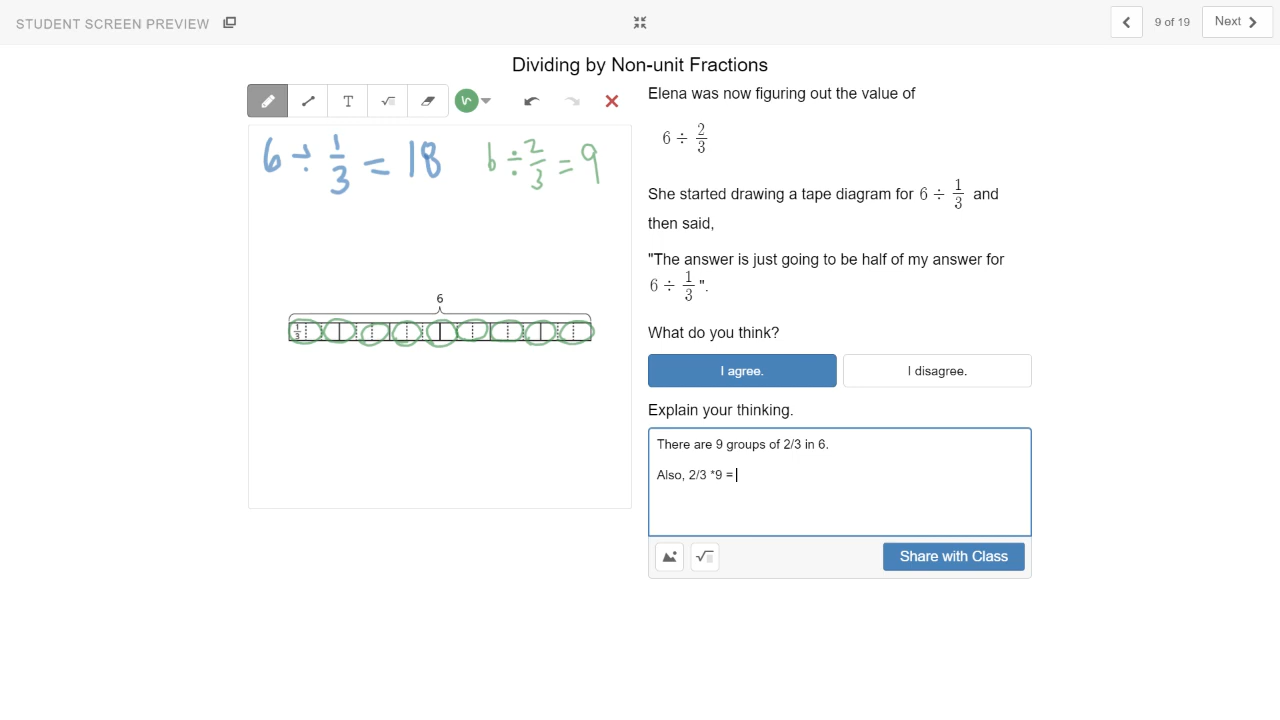 STUDENT SCREEN PREVIEW
9 of 19
Next
Dividing by Non-unit Fractions
T
6 ÷ 1/3 = 18
6 ÷ 2/3 = 9
6
1/3
Elena was now figuring out the value of
6 ÷ 2/3
She started drawing a tape diagram for 6 ÷ 1/3 and
then said,
"The answer is just going to be half of my answer for
6 ÷ 1/3 ".
What do you think?
I agree.
I disagree.
Explain your thinking.
There are 9 groups of 2/3 in 6.
Also, 2/3 *9 =
Share with Class